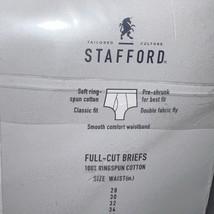 TAILORED CULTURE
STAFFORD
Soft ring-
spun cotton
Pre-shrunk
for best fit
Classic fit
Double fabric fly
Smooth comfort waistband
FULL-CUT BRIEFS
100% RINGSPUN COTTON
SIZE WAIST(in.)
28
30
32
34